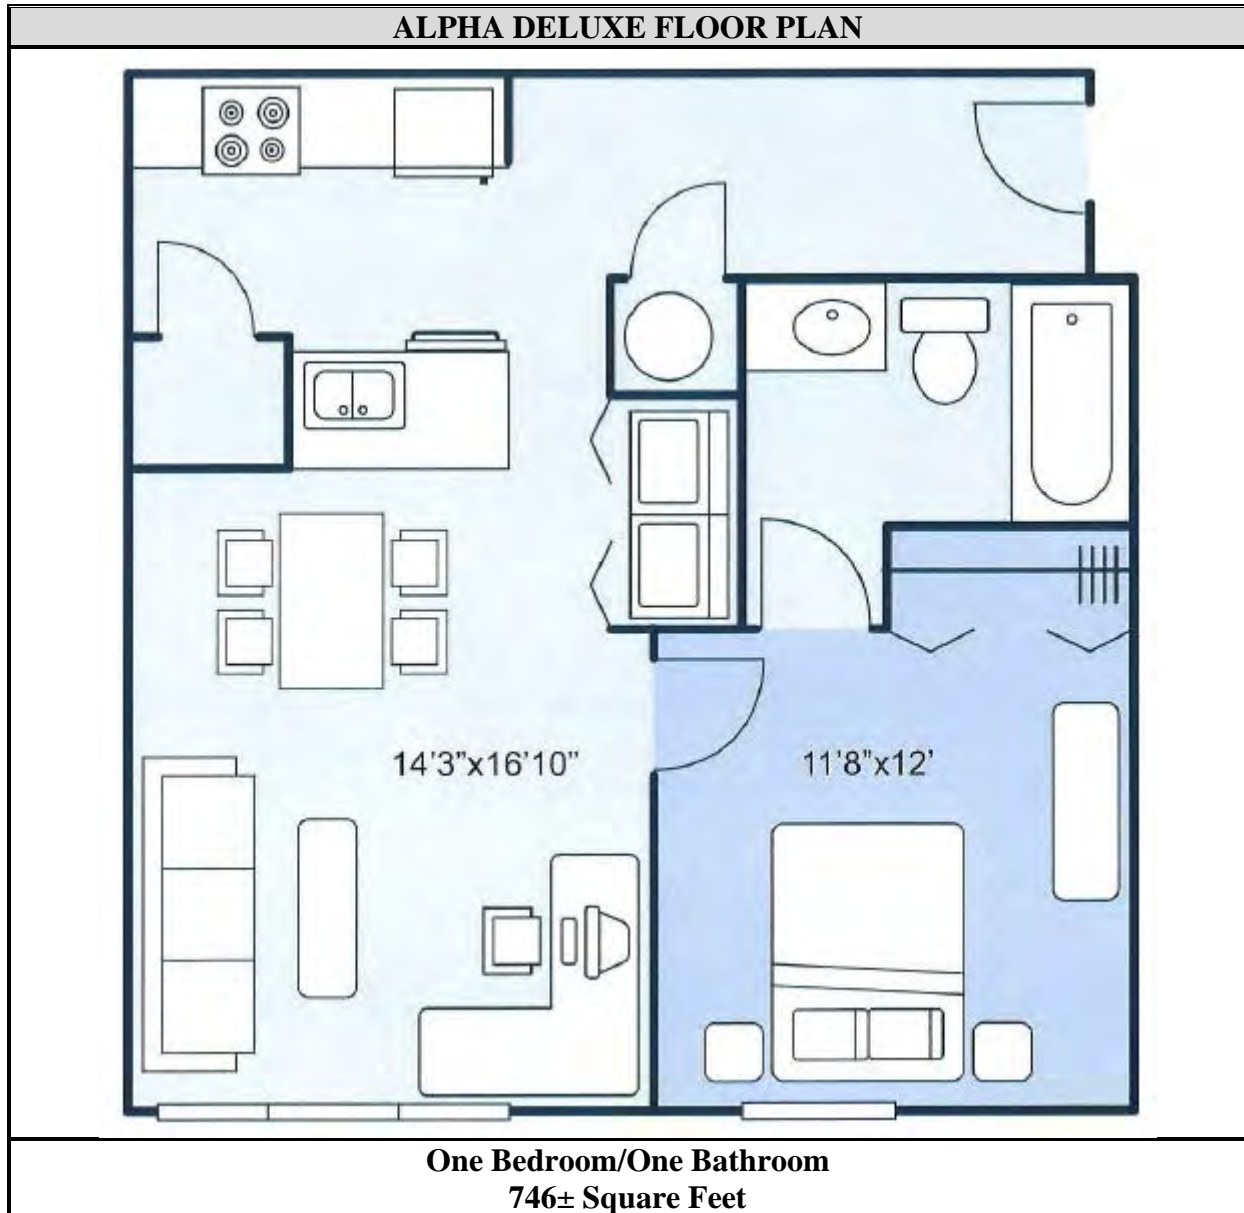 ALPHA DELUXE FLOOR PLAN
14’3”x16’10”
11’8”x12’
One Bedroom/One Bathroom
746± Square Feet